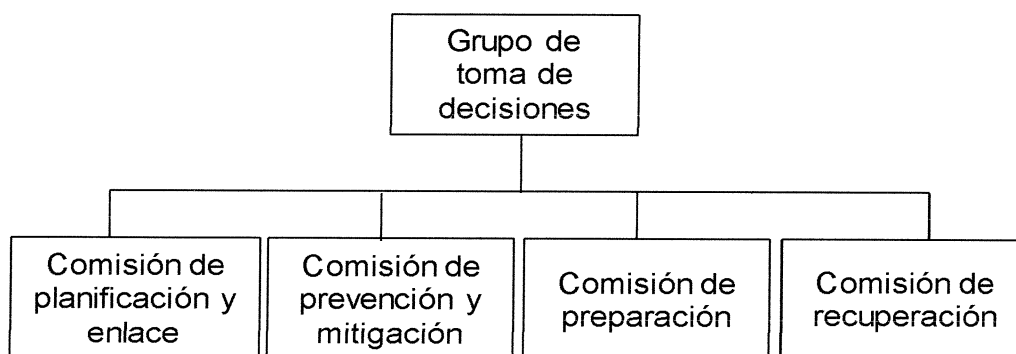 Grupo de
toma de
decisiones
Comisión de
planificación y
enlace
Comisión de
prevención y
mitigación
Comisión de
preparación
Comisión de
recuperación